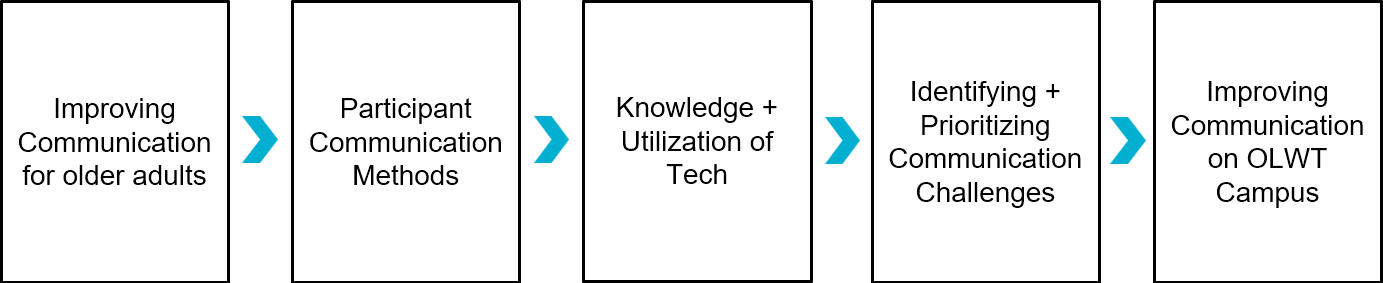 Improving
Communication
for older adults
Participant
Communication
Methods
Knowledge +
Utilization of
Tech
Identifying +
Prioritizing
Communication
Challenges
Improving
Communication
on OLWT
Campus